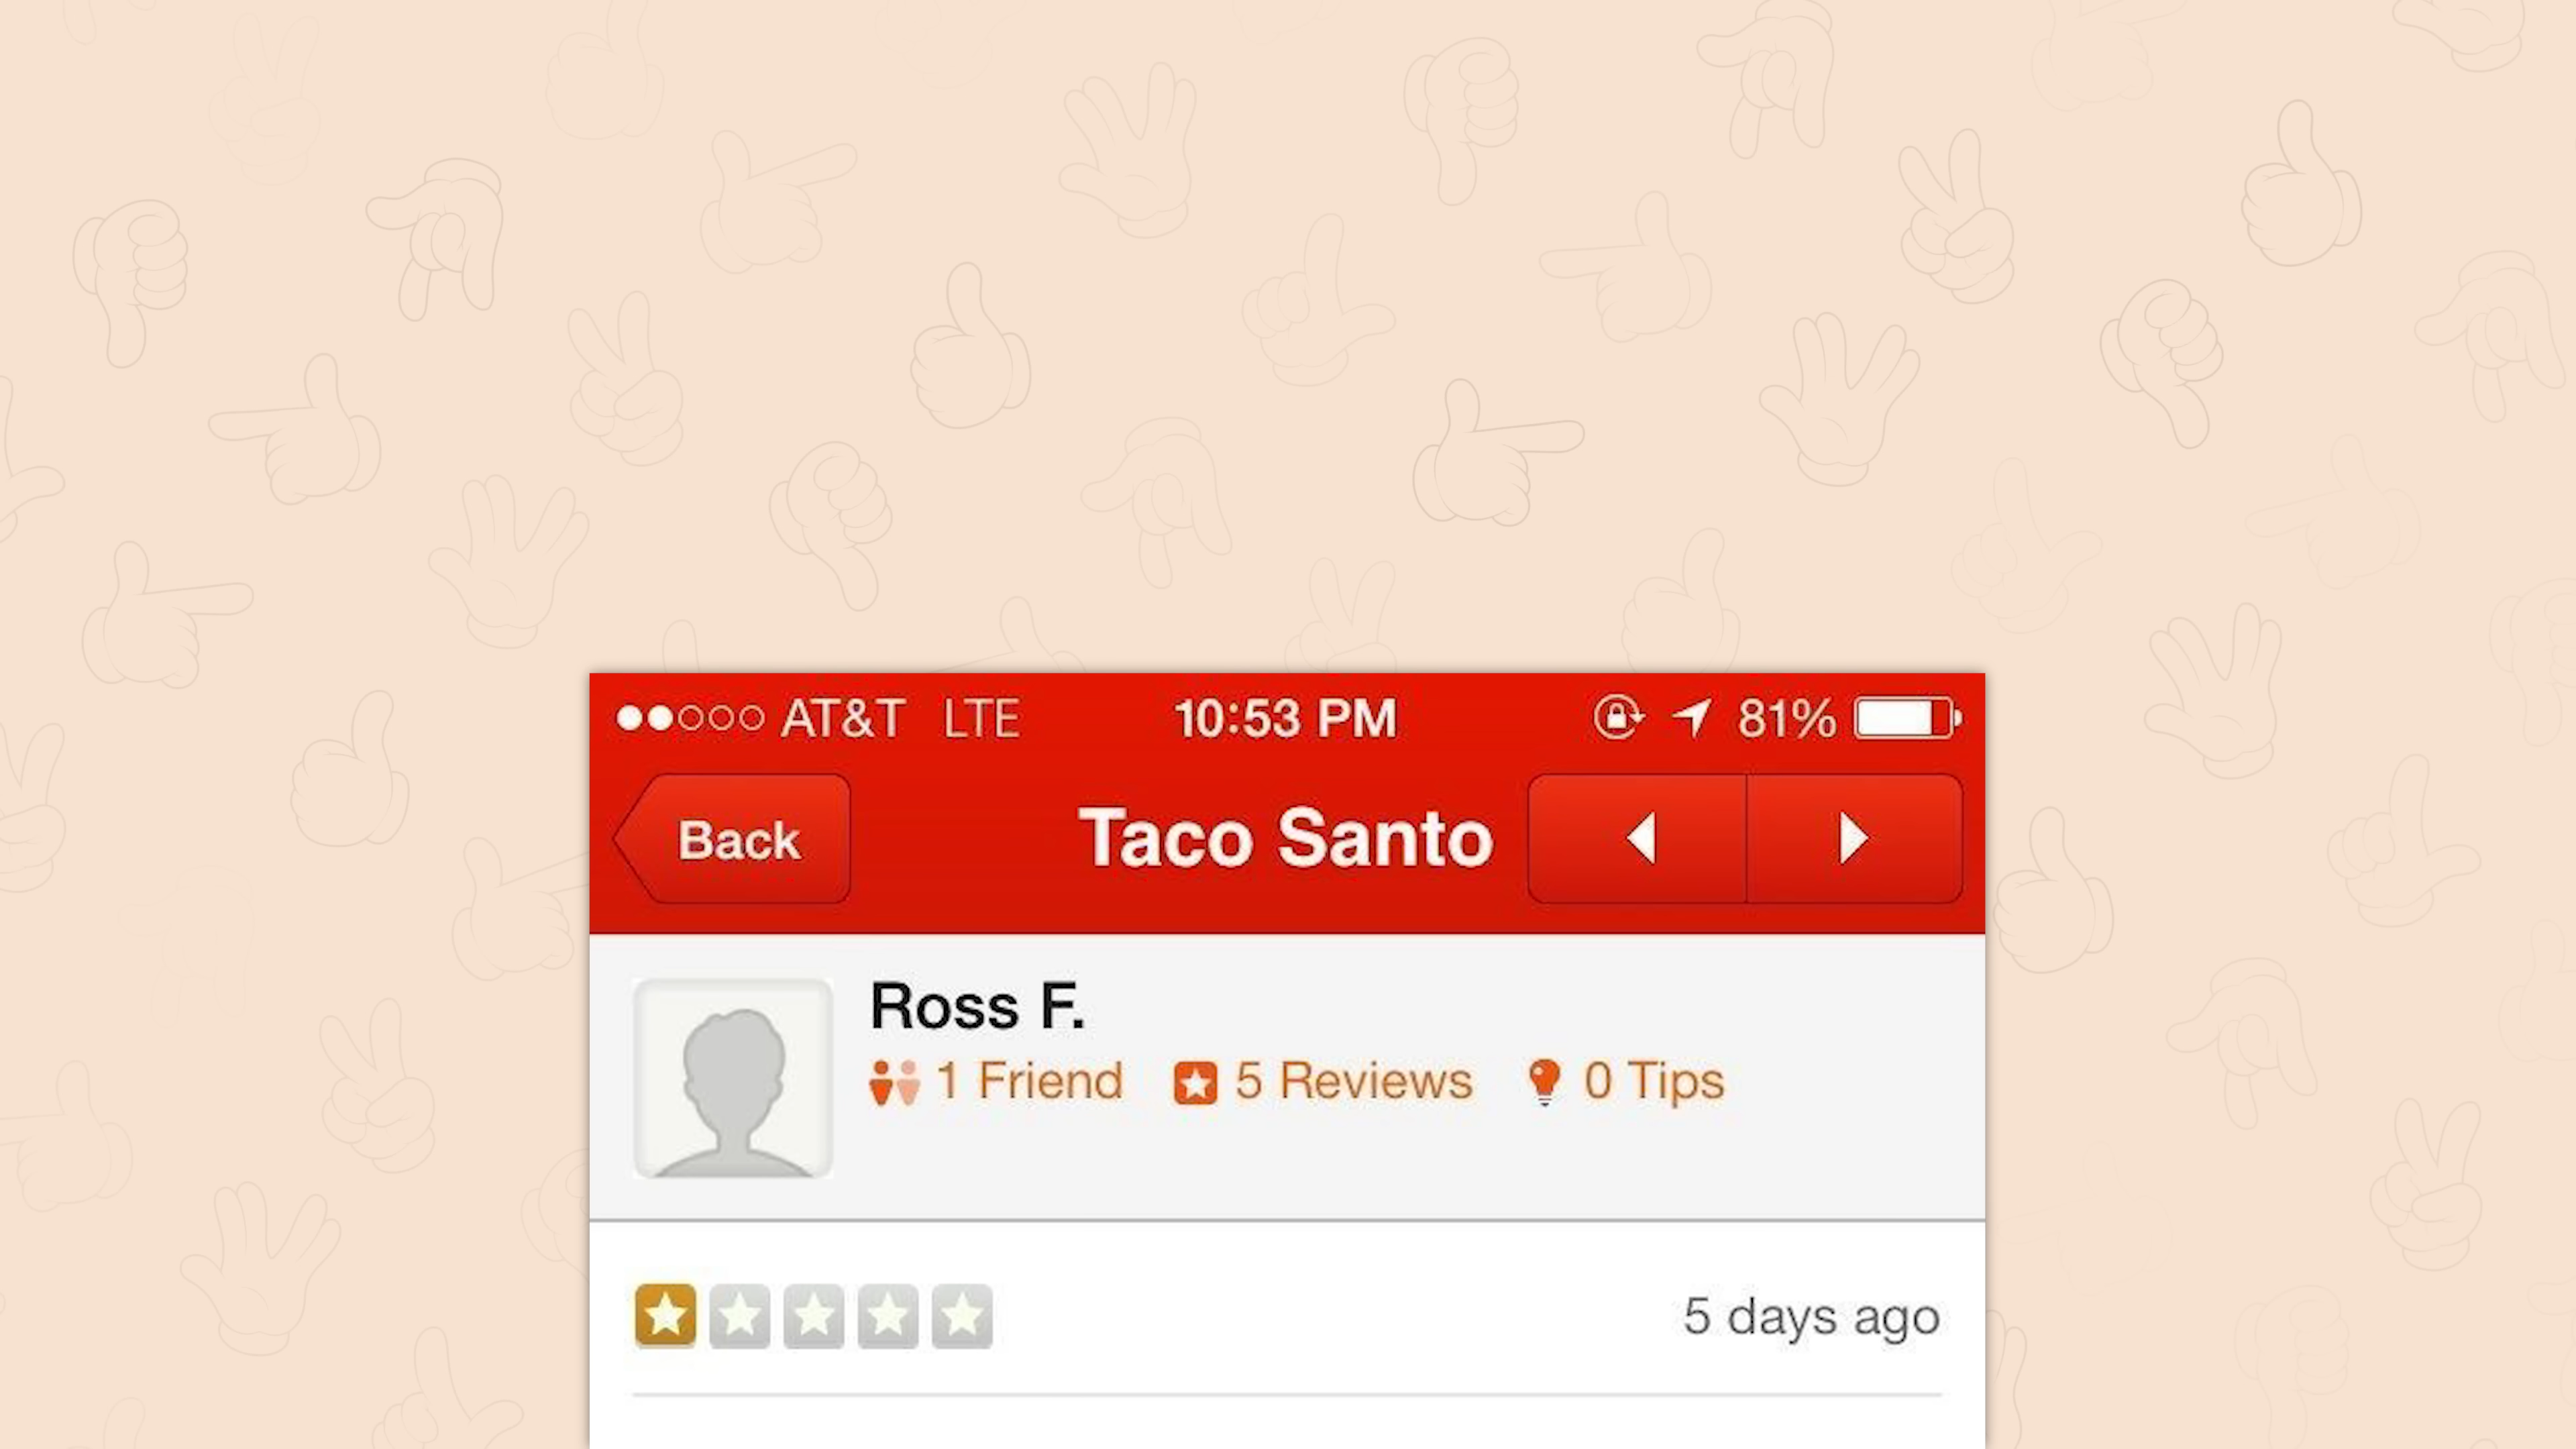 AT&T LTE 10:53 PM 81%
Back Taco Santo
Ross F.
1 Friend 5 Reviews 0 Tips
5 days ago